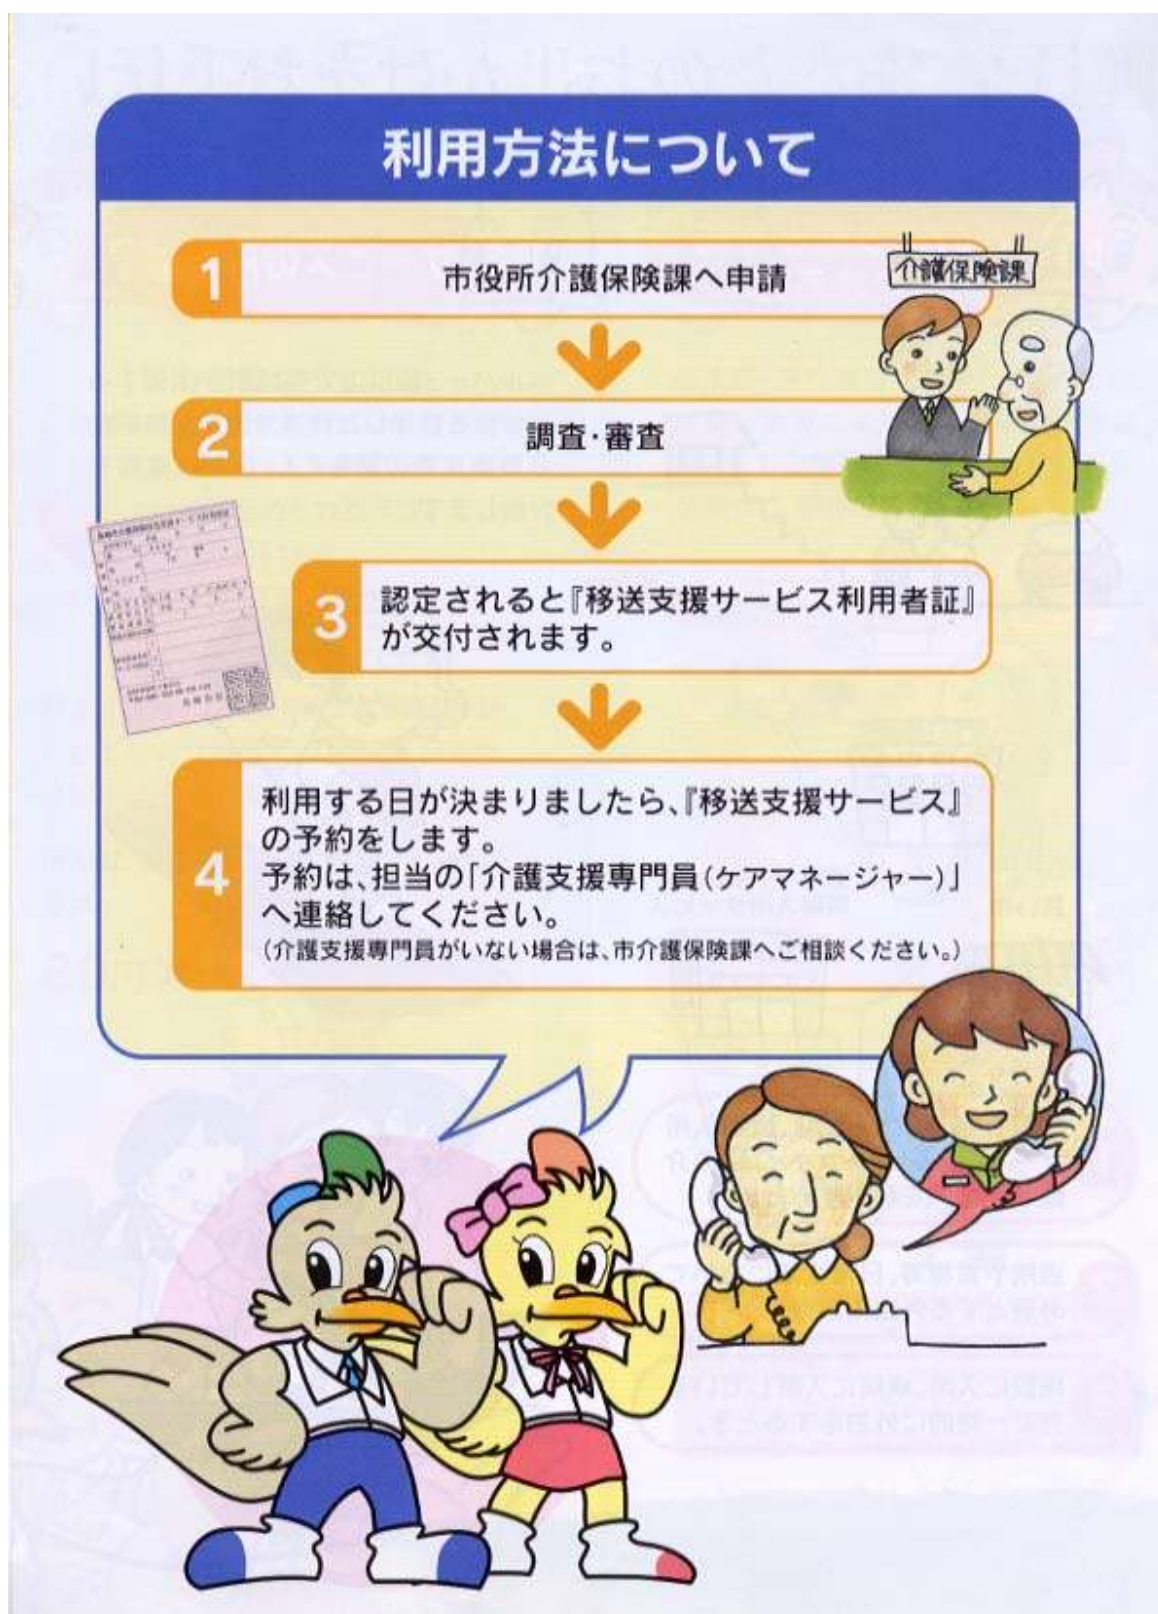 利用方法について
1
市役所介護保険課へ申請
介護保険課
2
調査・審査
3
認定されると『移送支援サービス利用者証』
が交付されます。
4
利用する日が決まりましたら、『移送支援サービス』
の予約をします。
予約は、担当の「介護支援専門員(ケアマネージャー)」
へ連絡してください。
(介護支援専門員がいない場合は、市介護保険課へご相談ください。)